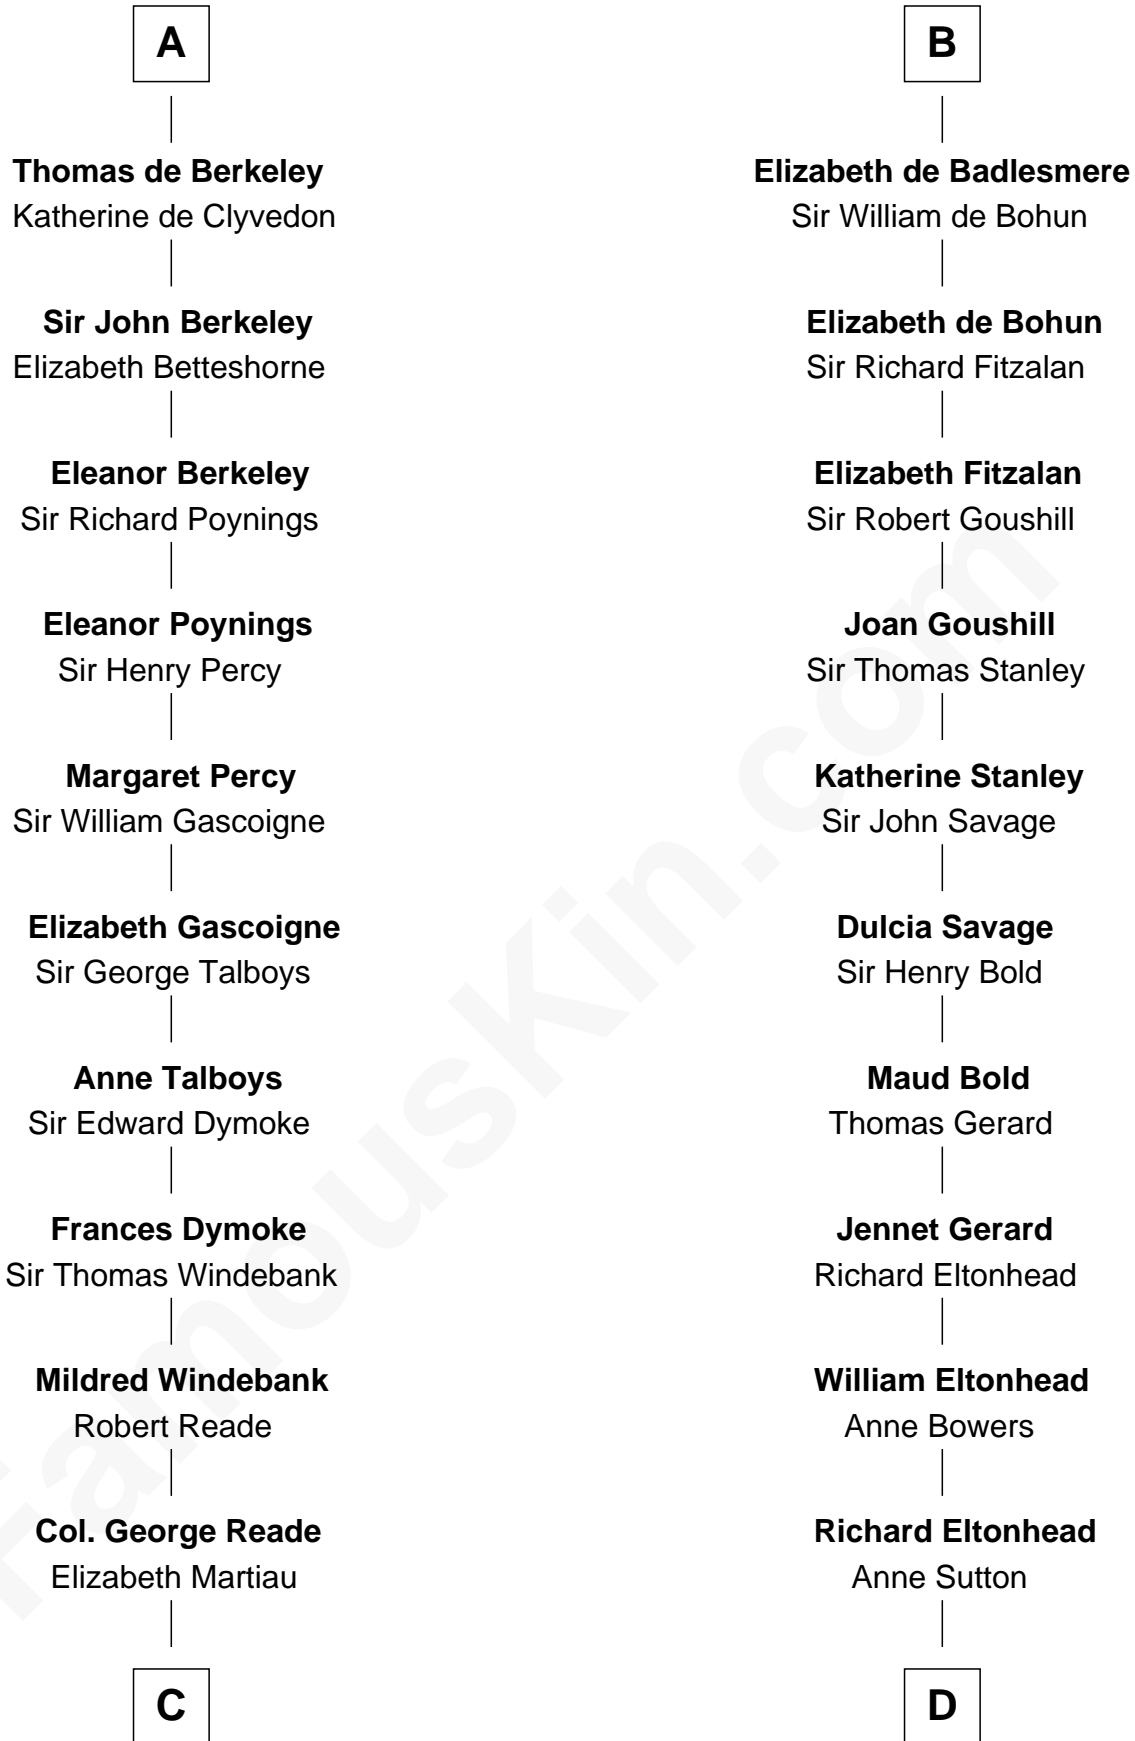 A
Thomas de Berkeley
Katherine de Clyvedon
Sir John Berkeley
Elizabeth Betteshorne
Eleanor Berkeley
Sir Richard Poynings
Eleanor Poynings
Sir Henry Percy
Margaret Percy
Sir William Gascoigne
Elizabeth Gascoigne
Sir George Talboys
Anne Talboys
Sir Edward Dymoke
Frances Dymoke
Sir Thomas Windebank
Mildred Windebank
Robert Reade
Col. George Reade
Elizabeth Martiau
C
B
Elizabeth de Badlesmere
Sir William de Bohun
Elizabeth de Bohun
Sir Richard Fitzalan
Elizabeth Fitzalan
Sir Robert Goushill
Joan Goushill
Sir Thomas Stanley
Katherine Stanley
Sir John Savage
Dulcia Savage
Sir Henry Bold
Maud Bold
Thomas Gerard
Jennet Gerard
Richard Eltonhead
William Eltonhead
Anne Bowers
Richard Eltonhead
Anne Sutton
D
FamousKin.com